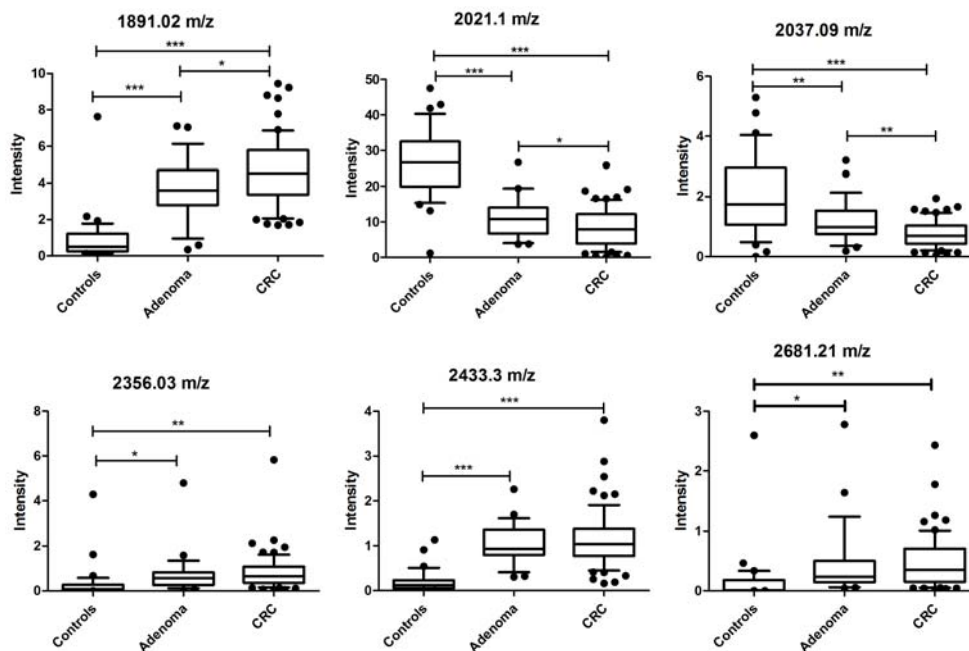 1891.02 m/z
***
***
*
10
8
6
4
2
0
Intensity
Controls
Adenoma
CRC
2021.1 m/z
***
***
*
50
40
30
20
10
0
Intensity
Controls
Adenoma
CRC
2037.09 m/z
***
**
**
6
4
2
0
Intensity
Controls
Adenoma
CRC
2356.03 m/z
**
*
8
6
4
2
0
Intensity
Controls
Adenoma
CRC
2433.3 m/z
***
***
4
3
2
1
0
Intensity
Controls
Adenoma
CRC
2681.21 m/z
**
*
3
2
1
0
Intensity
Controls
Adenoma
CRC